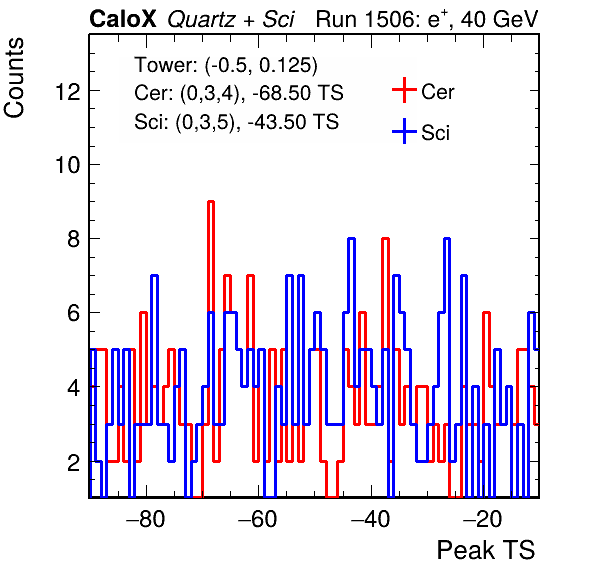 CaloX Quartz + Sci Run 1506: e+, 40 GeV
Counts
Tower: (-0.5, 0.125)
Cer: (0,3,4), -68.50 TS
Sci: (0,3,5), -43.50 TS
Cer
Sci
12
10
8
6
4
2
−80 −60 −40 −20
Peak TS